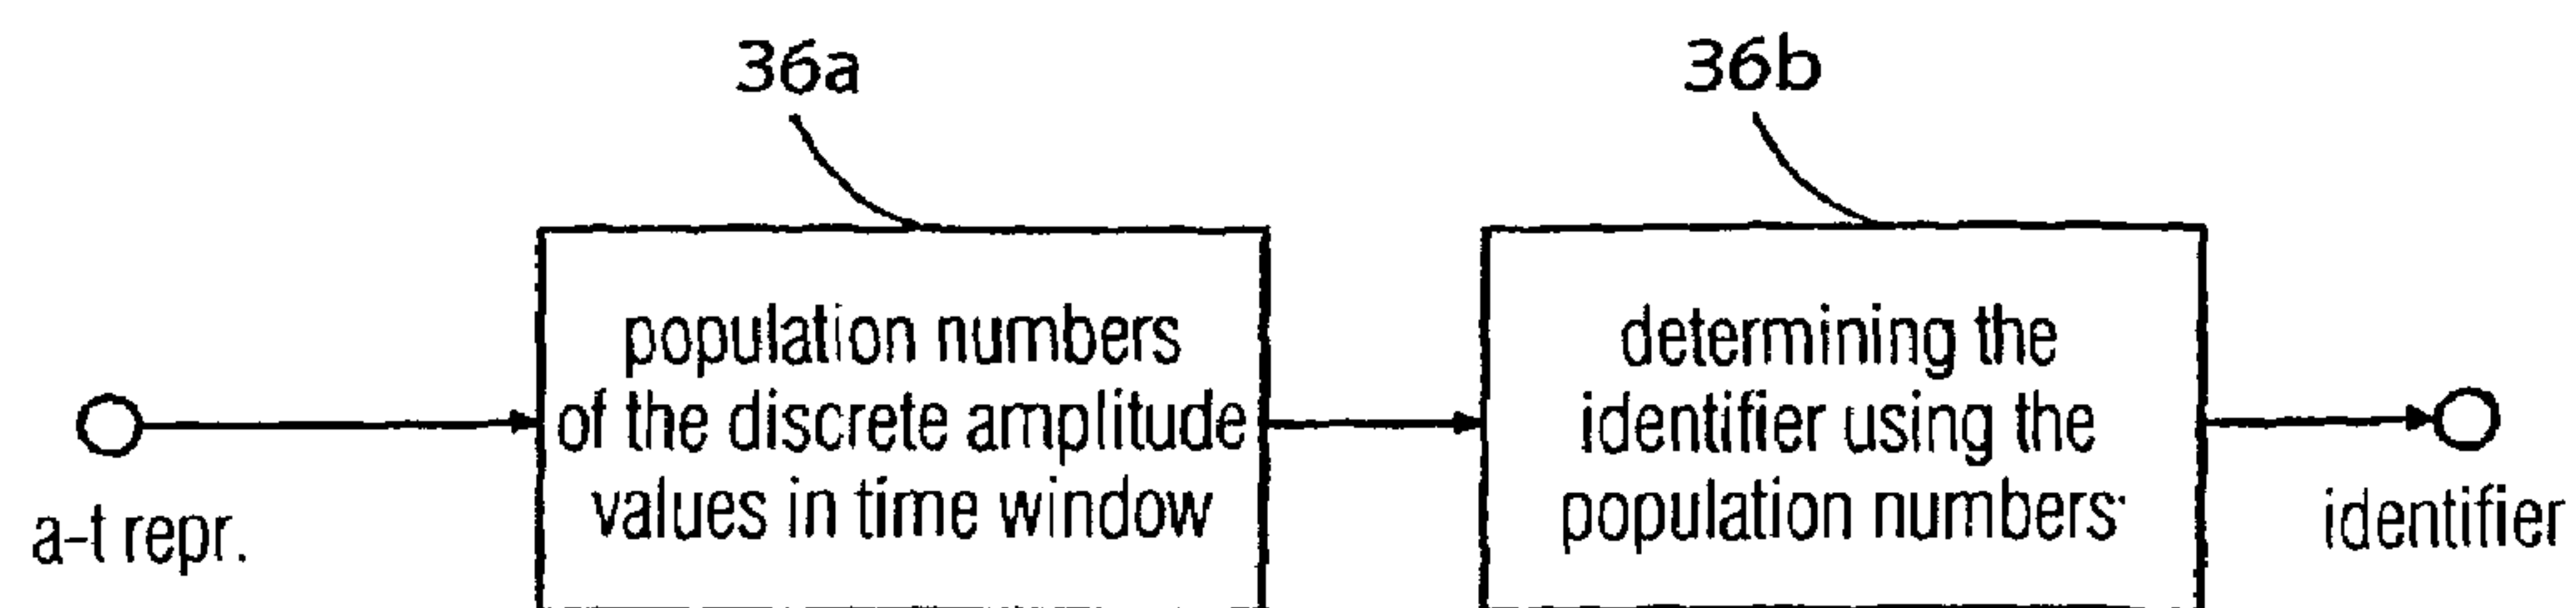 36a
36b
population numbers
of the discrete amplitude
values in time window
determining the
identifier using the
population numbers
a-t repr.
identifier